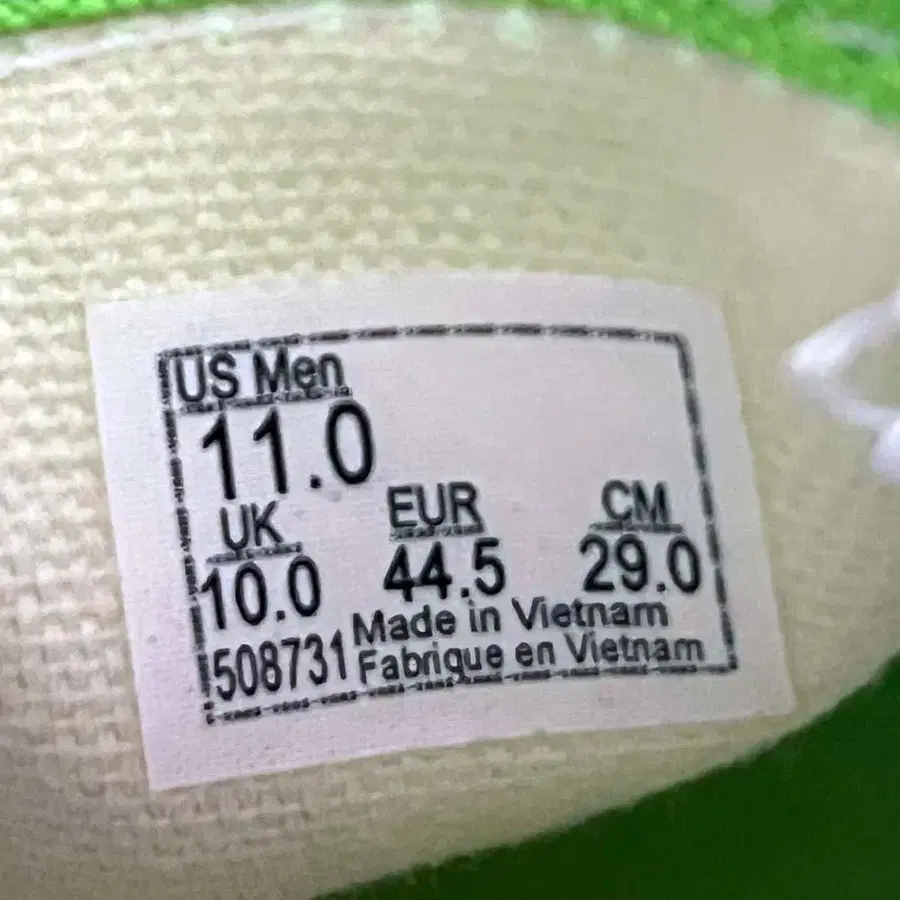 US Men
11.0
UK EUR CM
10.0 44.5 29.0
Made in Vietnam
508731 Fabrique en Vietnam